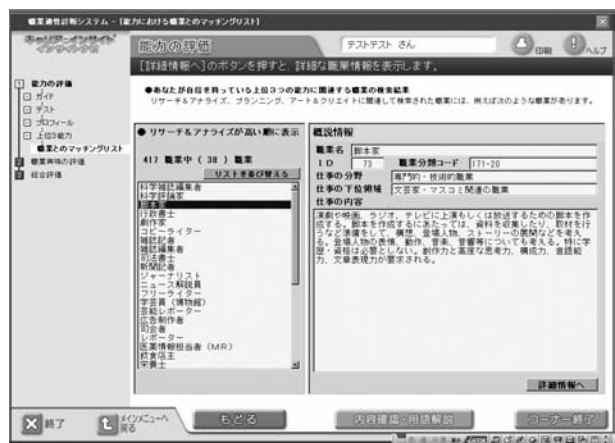 職業適性診断システム - [能力における職業とのマッチングリスト]
キャリア・インサイト
能力の評価
テストテスト さん
印刷
ヘルプ
[詳細情報へ]のボタンを押すと、詳細な職業情報を表示します。
1 能力の評価
ガイド
テスト
プロフィール
上位3能力
職業とのマッチングリスト
2 職業興味の評価
3 総合評価
●あなたが自信を持っている上位3つの能力に関連する職業の検索結果
リサーチ&アナライズ、プランニング、アート&クリエイトに関連して検索された職業には、例えば次のような職業があります。
● リサーチ&アナライズが高い順に表示
417 職業中 ( 38 ) 職業
リストを並び替える
科学雑誌編集者
科学評論家
脚本家
行政書士
作家
コピーライター
雑誌記者
雑誌編集者
司法書士
新聞記者
ジャーナリスト
ニュース解説員
フリーライター
学芸員（博物館）
芸能レポーター
広告制作者
司会者
レポーター
医薬情報担当者（MR）
飲食店主
栄養士
概説情報
職業名 脚本家
ID 73 職業分類コード 171-20
仕事の分野 専門的・技術的職業
仕事の下位領域 文芸家・マスコミ関連の職業
仕事の内容
演劇や映画、ラジオ、テレビに上演もしくは放送するための脚本を作
成する。脚本を作成するにあたっては、資料を収集したり、取材を行
うなど準備をして、構想、登場人物、ストーリーの展開などを考え
る。登場人物の表情、動作、音楽、音響等についても考える。特に学
歴・資格は必要としない。創作力と高度な思考力、構成力、言語能
力、文章表現力が要求される。
詳細情報へ
終了
メインメニューへ
戻る
もどる
内容確認・用語解説
コーナー終了